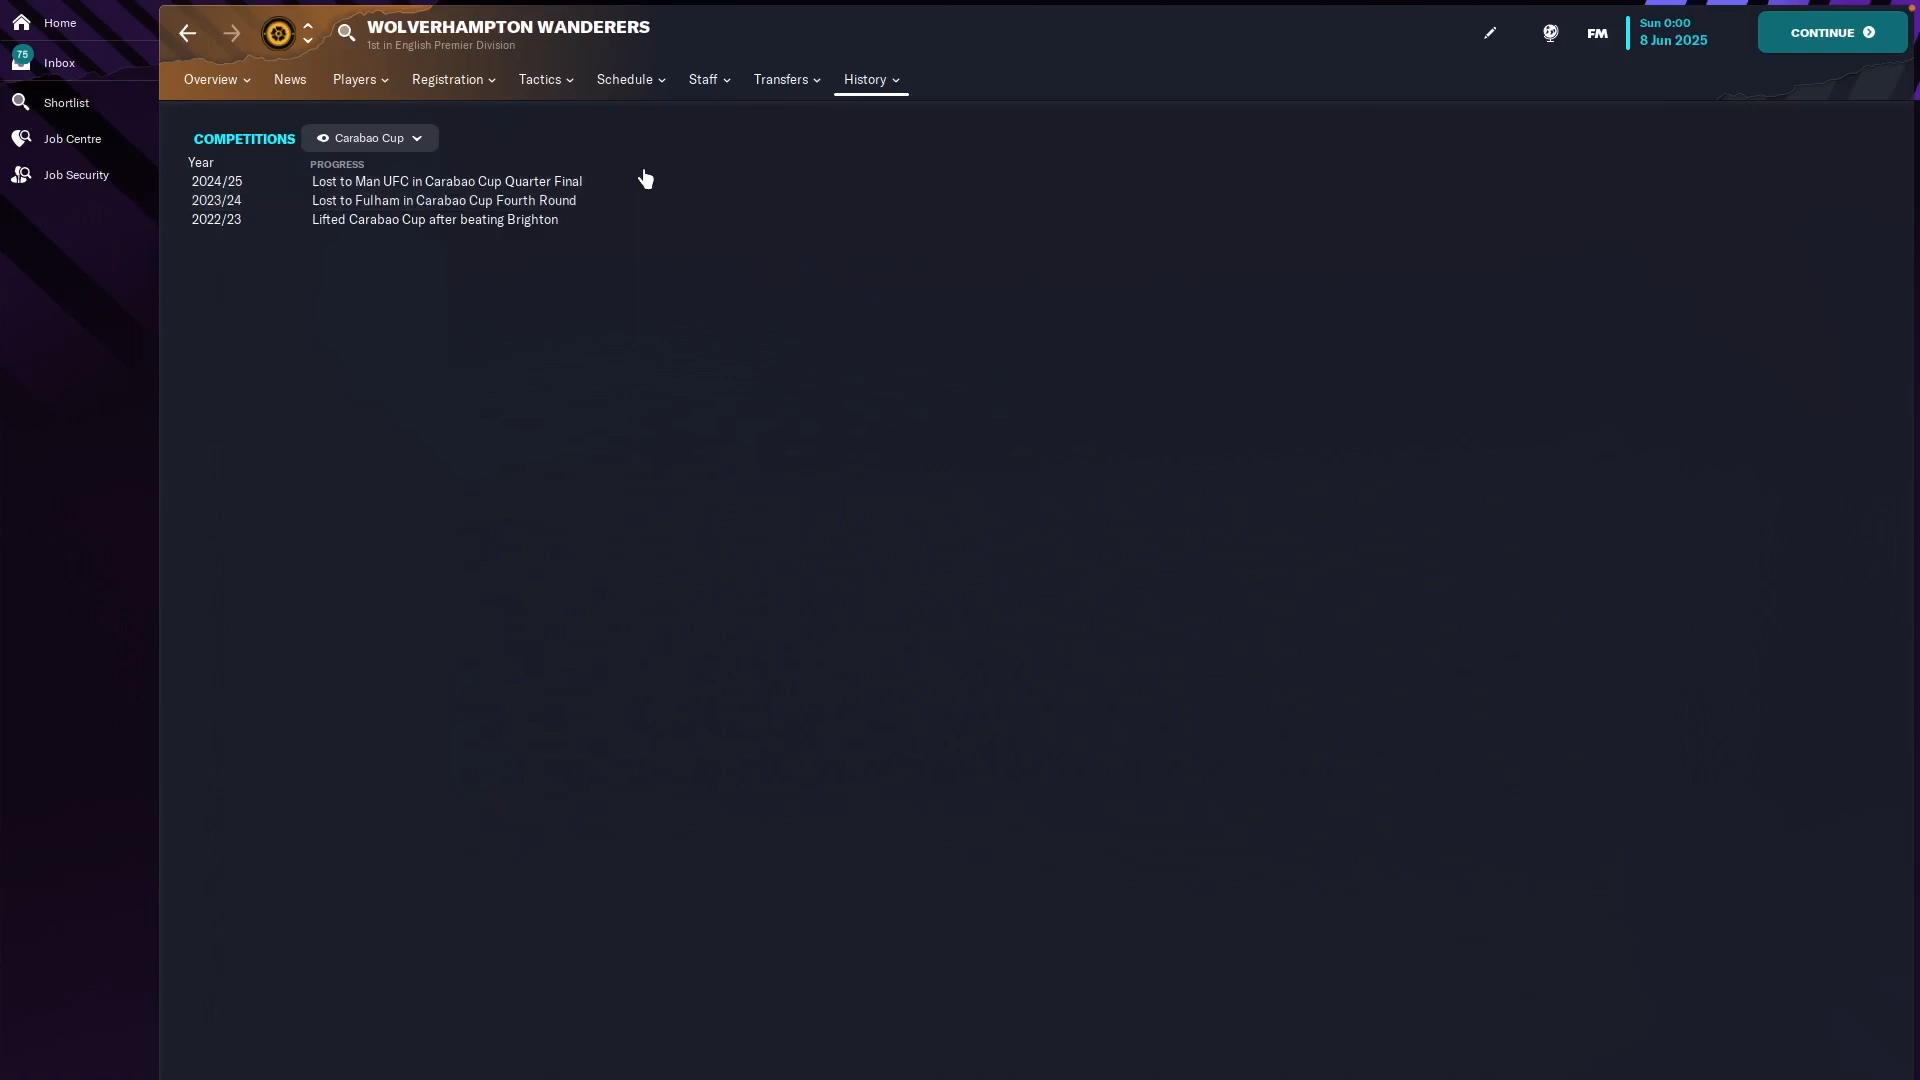 Home
75
Inbox
Shortlist
Job Centre
Job Security
WOLVERHAMPTON WANDERERS
1st in English Premier Division
FM
Sun 0:00
8 Jun 2025
CONTINUE
Overview News Players Registration Tactics Schedule Staff Transfers History
COMPETITIONS Carabao Cup
Year PROGRESS
2024/25 Lost to Man UFC in Carabao Cup Quarter Final
2023/24 Lost to Fulham in Carabao Cup Fourth Round
2022/23 Lifted Carabao Cup after beating Brighton